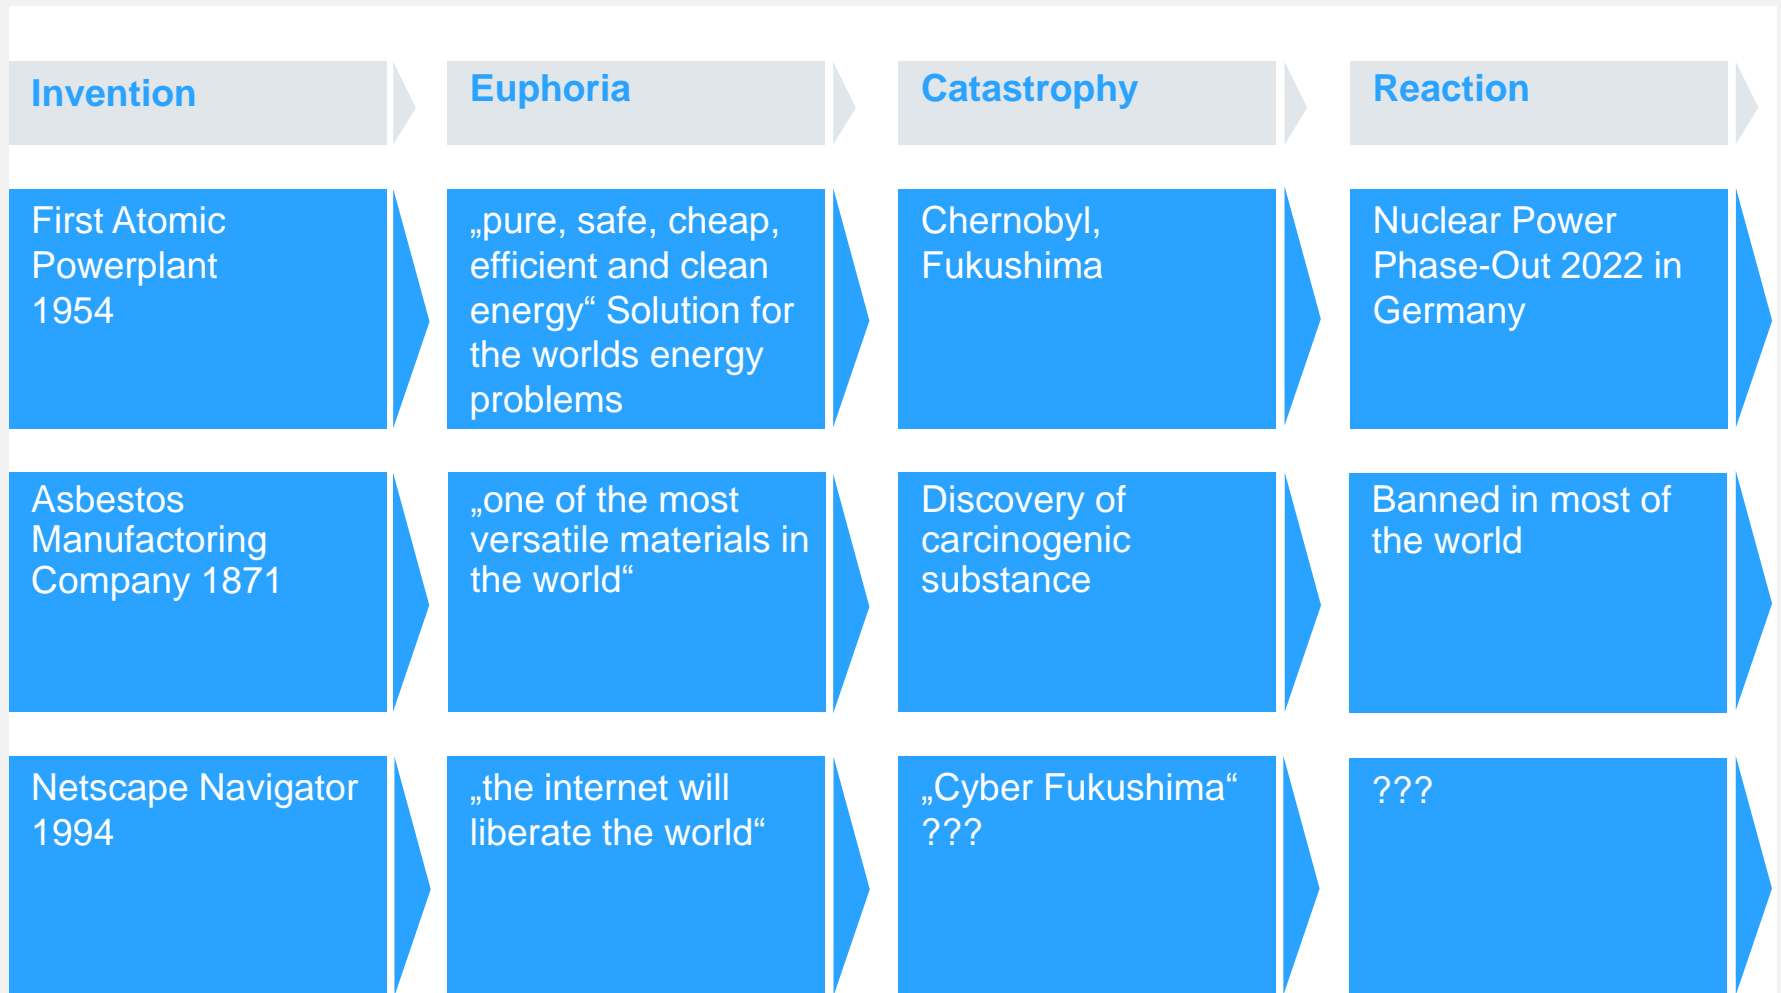 Invention
Euphoria
Catastrophy
Reaction
First Atomic
Powerplant
1954
„pure, safe, cheap,
efficient and clean
energy“ Solution for
the worlds energy
problems
Chernobyl,
Fukushima
Nuclear Power
Phase-Out 2022 in
Germany
Asbestos
Manufactoring
Company 1871
„one of the most
versatile materials in
the world“
Discovery of
carcinogenic
substance
Banned in most of
the world
Netscape Navigator
1994
„the internet will
liberate the world“
„Cyber Fukushima“
???
???